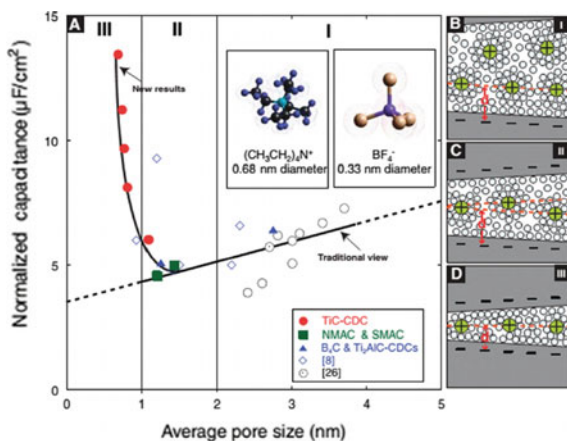 A
III
II
I
B
I
New results
(CH3CH2)4N+
0.68 nm diameter
BF4-
0.33 nm diameter
C
II
Traditional view
D
III
TiC-CDC
NMAC & SMAC
B4C & Ti2AlC-CDCs
[8]
[26]
15
10
5
0
0
1
2
3
4
5
Normalized capacitance (µF/cm²)
Average pore size (nm)
d
d
d